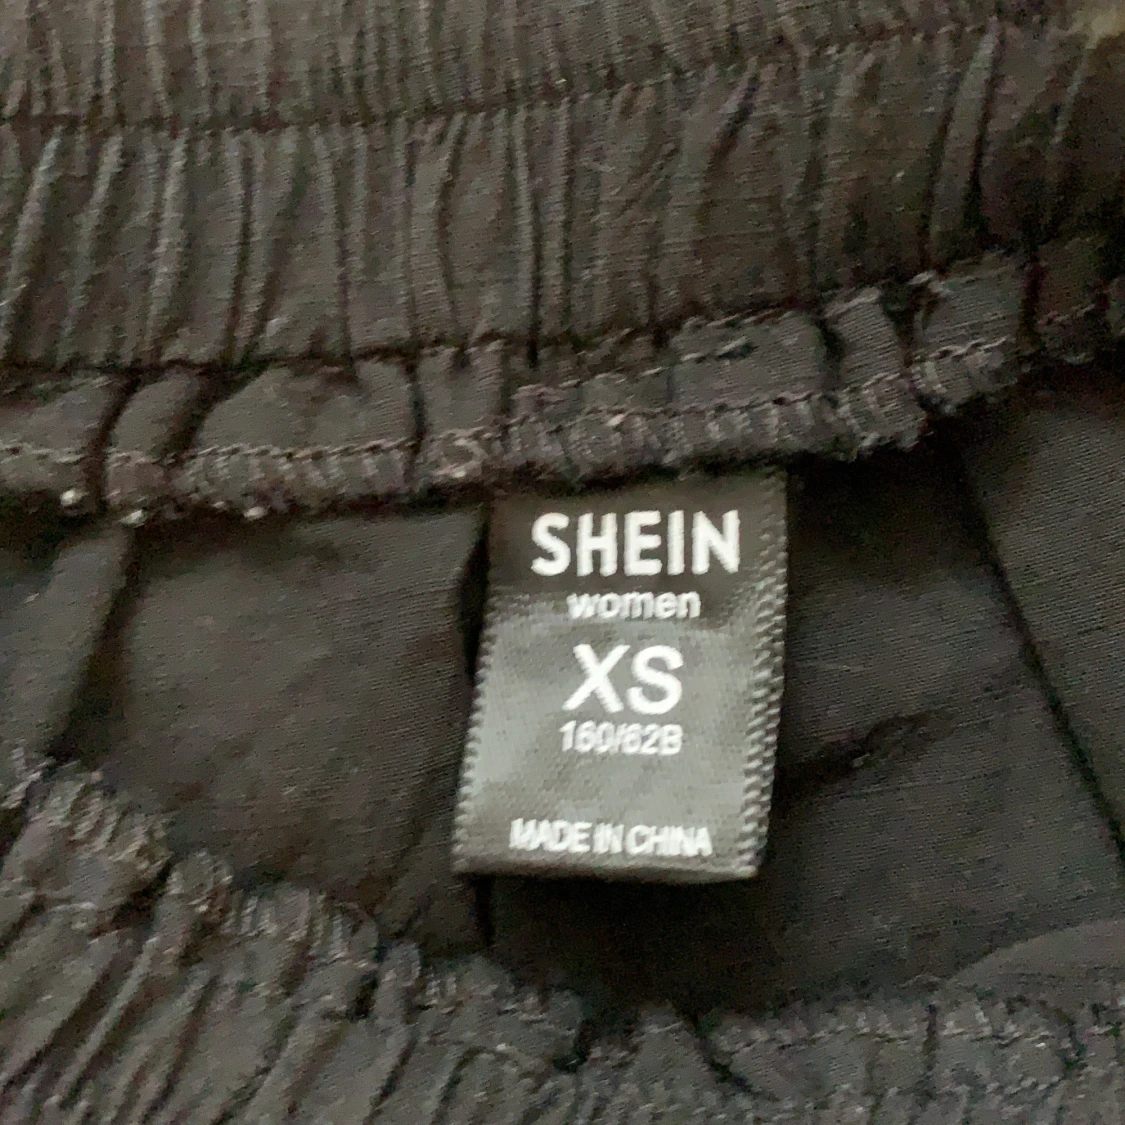 SHEIN
women
XS
160/62B
MADE IN CHINA